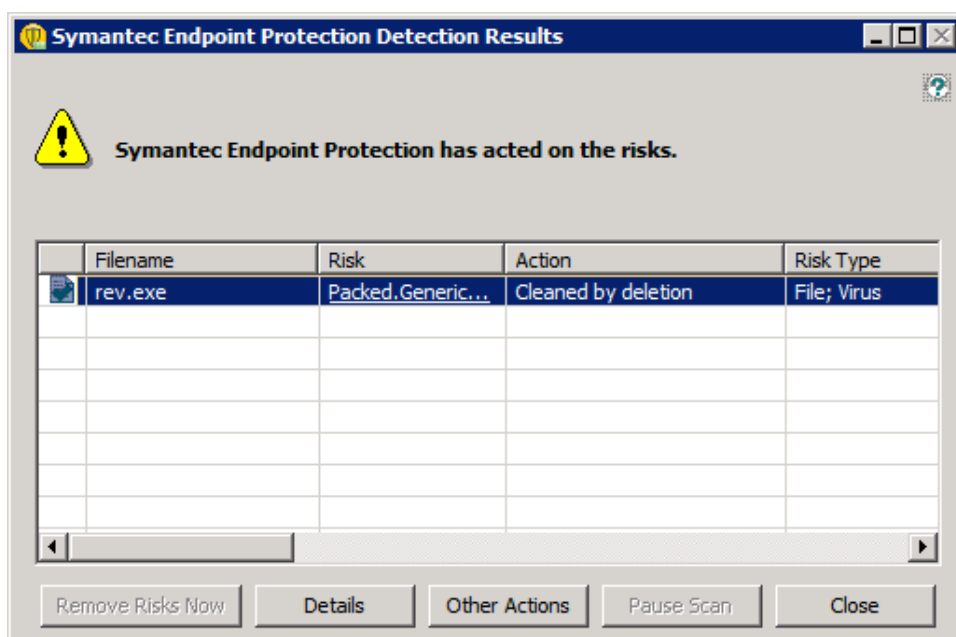 Symantec Endpoint Protection Detection Results
Symantec Endpoint Protection has acted on the risks.
Filename Risk Action Risk Type
rev.exe Packed.Generic... Cleaned by deletion File; Virus
Remove Risks Now Details Other Actions Pause Scan Close